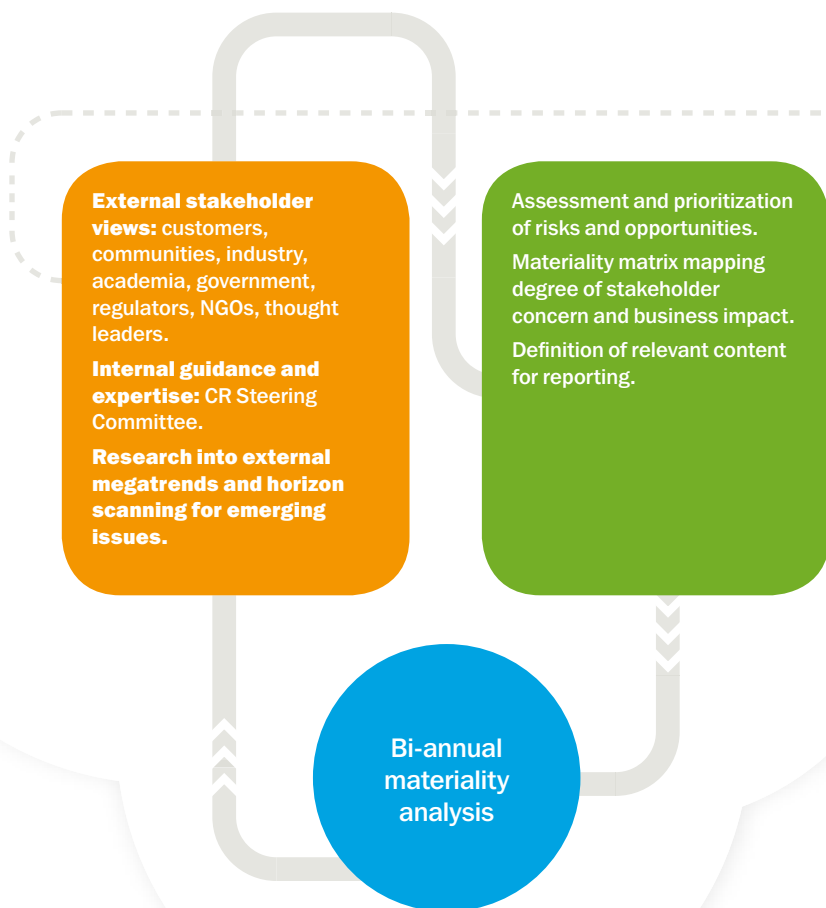 External stakeholder
views: customers,
communities, industry,
academia, government,
regulators, NGOs, thought
leaders.
Internal guidance and
expertise: CR Steering
Committee.
Research into external
megatrends and horizon
scanning for emerging
issues.
Assessment and prioritization
of risks and opportunities.
Materiality matrix mapping
degree of stakeholder
concern and business impact.
Definition of relevant content
for reporting.
Bi-annual
materiality
analysis